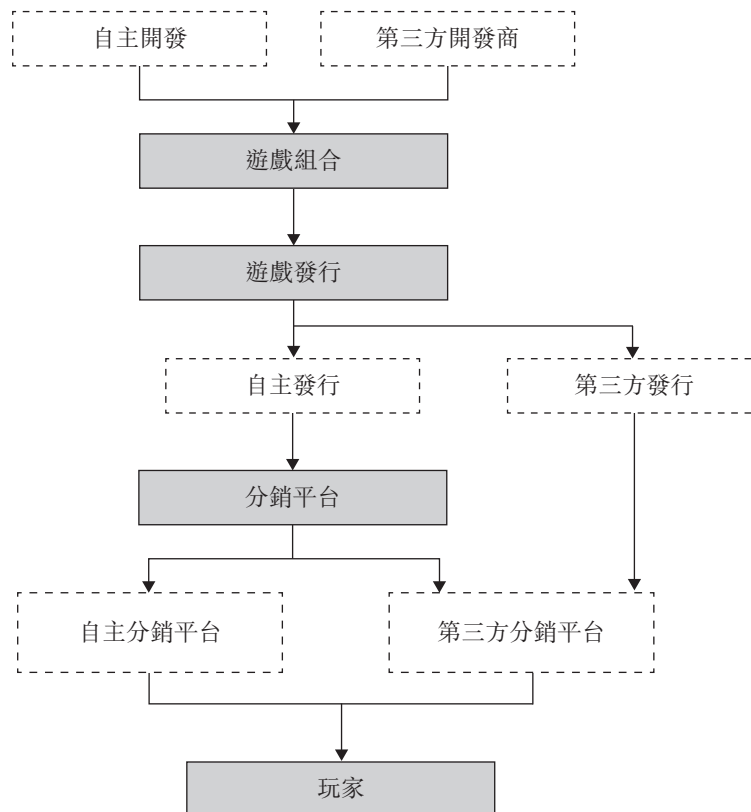 自主開發
第三方開發商
遊戲組合
遊戲發行
自主發行
第三方發行
分銷平台
自主分銷平台
第三方分銷平台
玩家